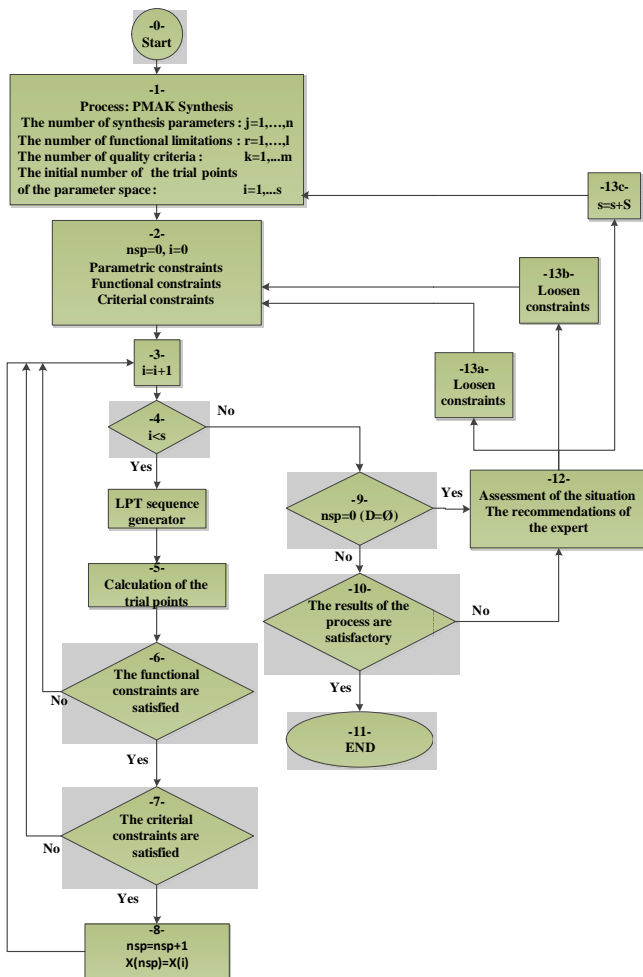 -0-
Start
-1-
Process: PMAK Synthesis
The number of synthesis parameters : j=1,...,n
The number of functional limitations : r=1,...,l
The number of quality criteria : k=1,...m
The initial number of the trial points
of the parameter space : i=1,...s
-13c-
s=s+S
-2-
nsp=0, i=0
Parametric constraints
Functional constraints
Criterial constraints
-13b-
Loosen
constraints
-3-
i=i+1
-13a-
Loosen
constraints
-4-
i<s
No
Yes
LPT sequence
generator
-9-
nsp=0 (D=Ø)
Yes
No
-12-
Assessment of the situation
The recommendations of
the expert
-5-
Calculation of the
trial points
-10-
The results of the
process are
satisfactory
No
Yes
-6-
The functional
constraints are
satisfied
No
Yes
-11-
END
-7-
The criterial
constraints are
satisfied
No
Yes
-8-
nsp=nsp+1
X(nsp)=X(i)